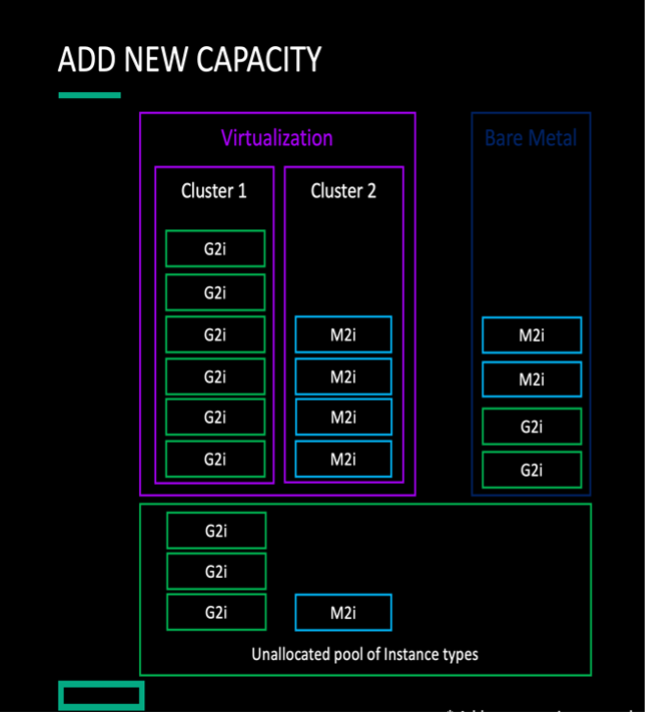 ADD NEW CAPACITY
Virtualization
Bare Metal
Cluster 1
Cluster 2
G2i
G2i
G2i
M2i
M2i
G2i
M2i
M2i
G2i
M2i
G2i
G2i
M2i
G2i
G2i
G2i
G2i
M2i
Unallocated pool of Instance types